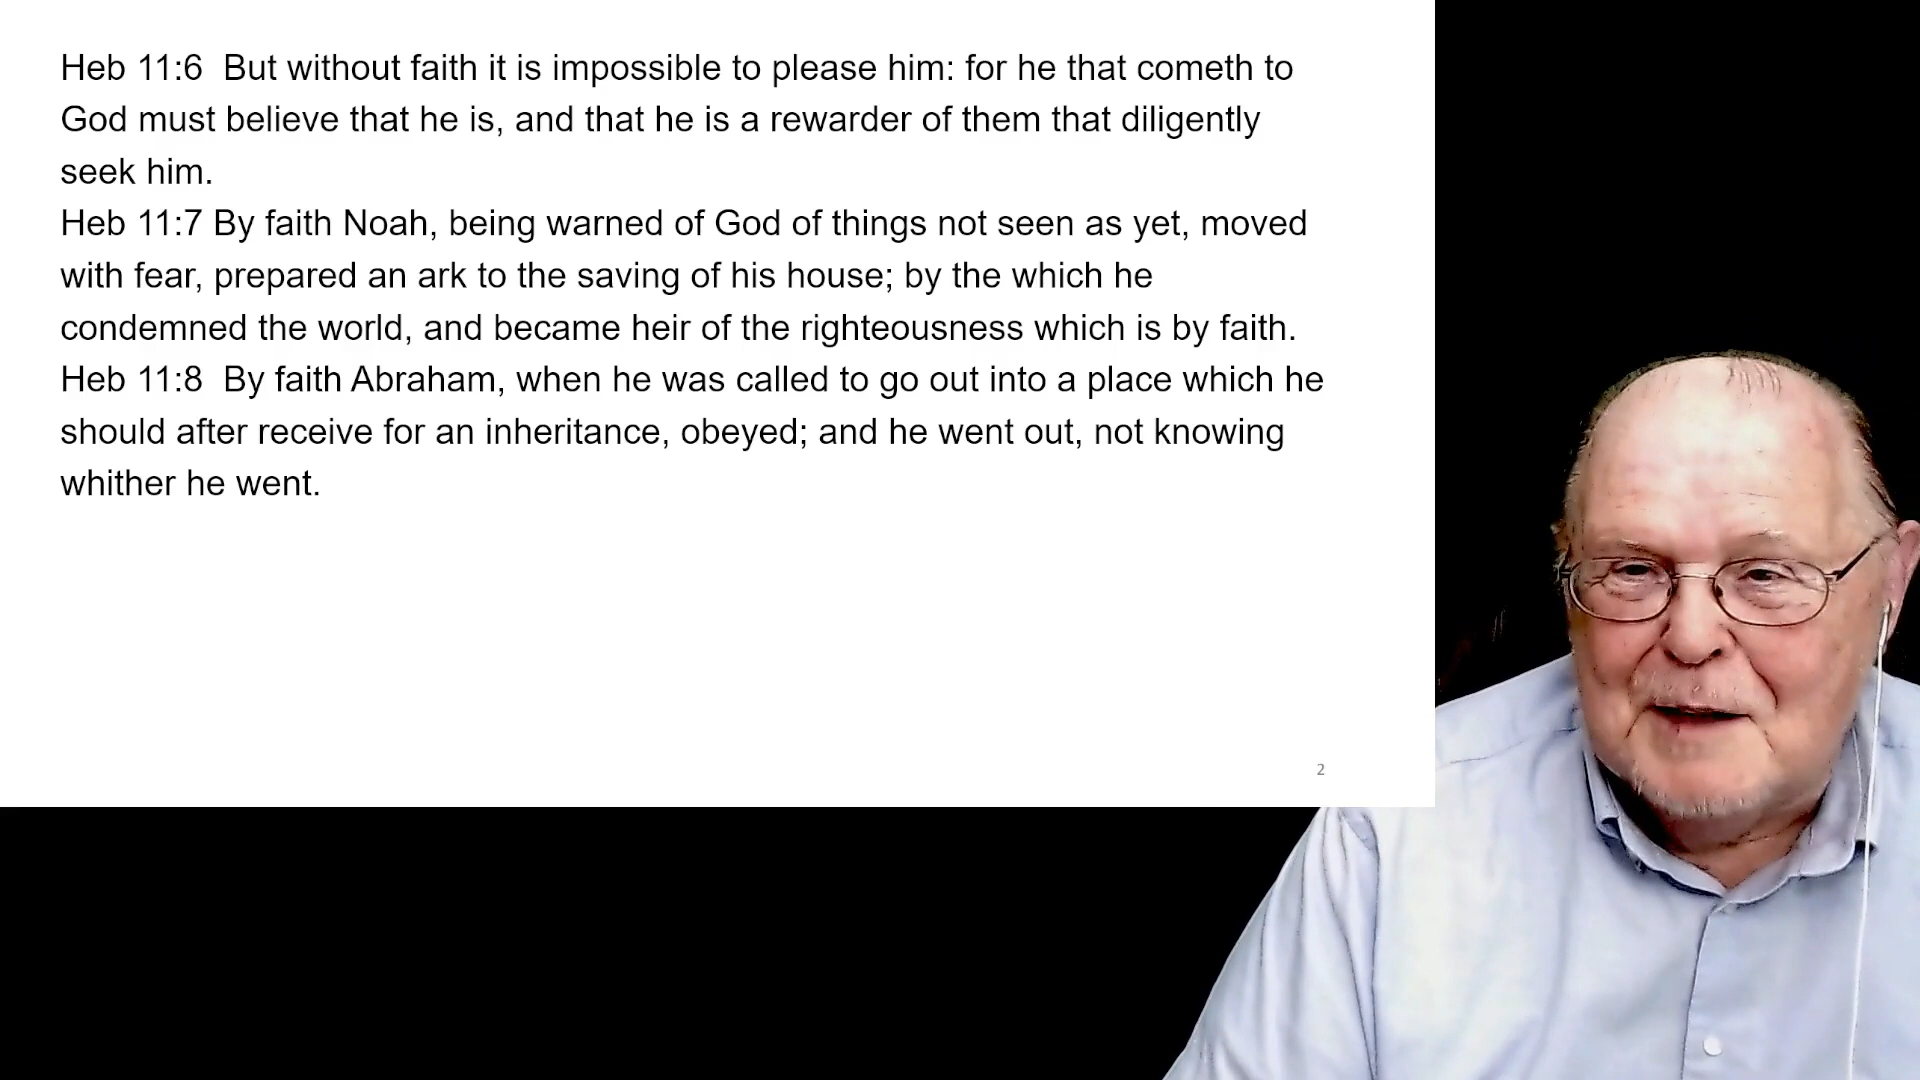 Heb 11:6  But without faith it is impossible to please him: for he that cometh to
God must believe that he is, and that he is a rewarder of them that diligently
seek him.
Heb 11:7 By faith Noah, being warned of God of things not seen as yet, moved
with fear, prepared an ark to the saving of his house; by the which he
condemned the world, and became heir of the righteousness which is by faith.
Heb 11:8  By faith Abraham, when he was called to go out into a place which he
should after receive for an inheritance, obeyed; and he went out, not knowing
whither he went.
2